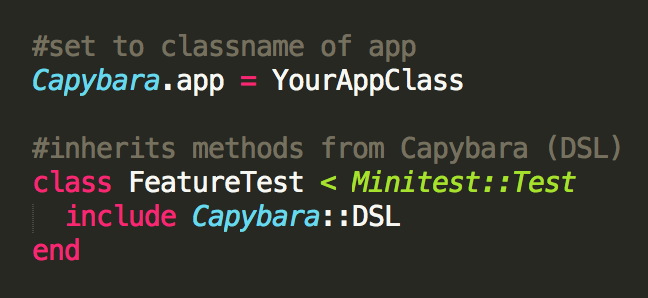 #set to classname of app
Capybara.app = YourAppClass
#inherits methods from Capybara (DSL)
class FeatureTest < Minitest::Test
include Capybara::DSL
end